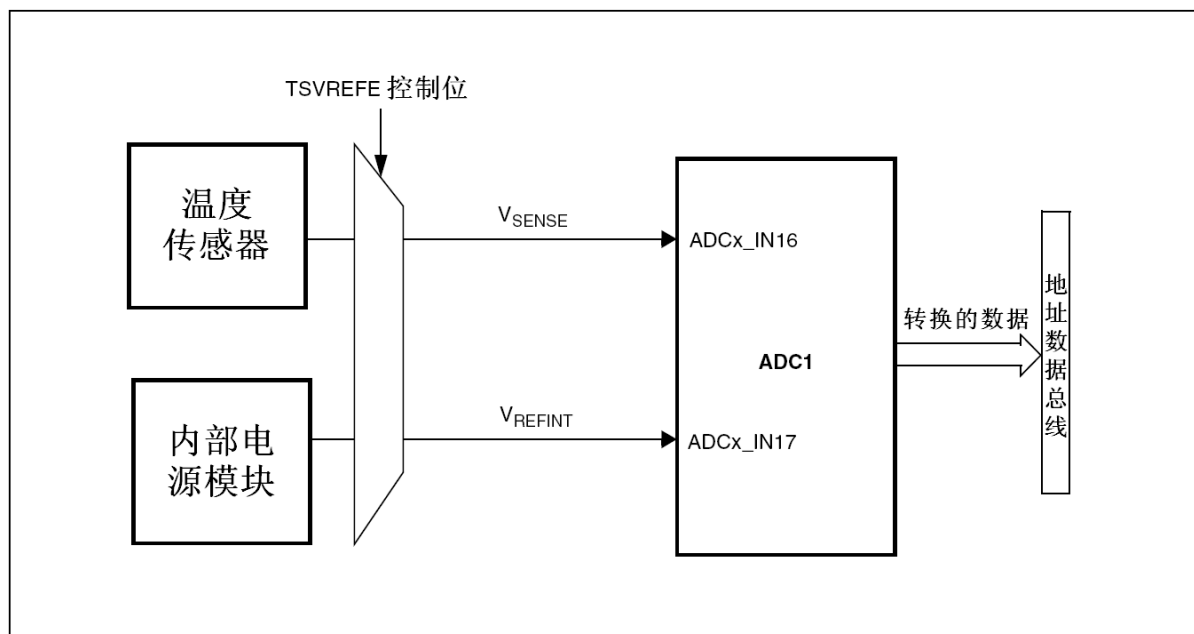 TSVREFE 控制位
温度
传感器
VSENSE
ADCx_IN16
转换的数据
地址数据总线
ADC1
内部电
源模块
VREFINT
ADCx_IN17